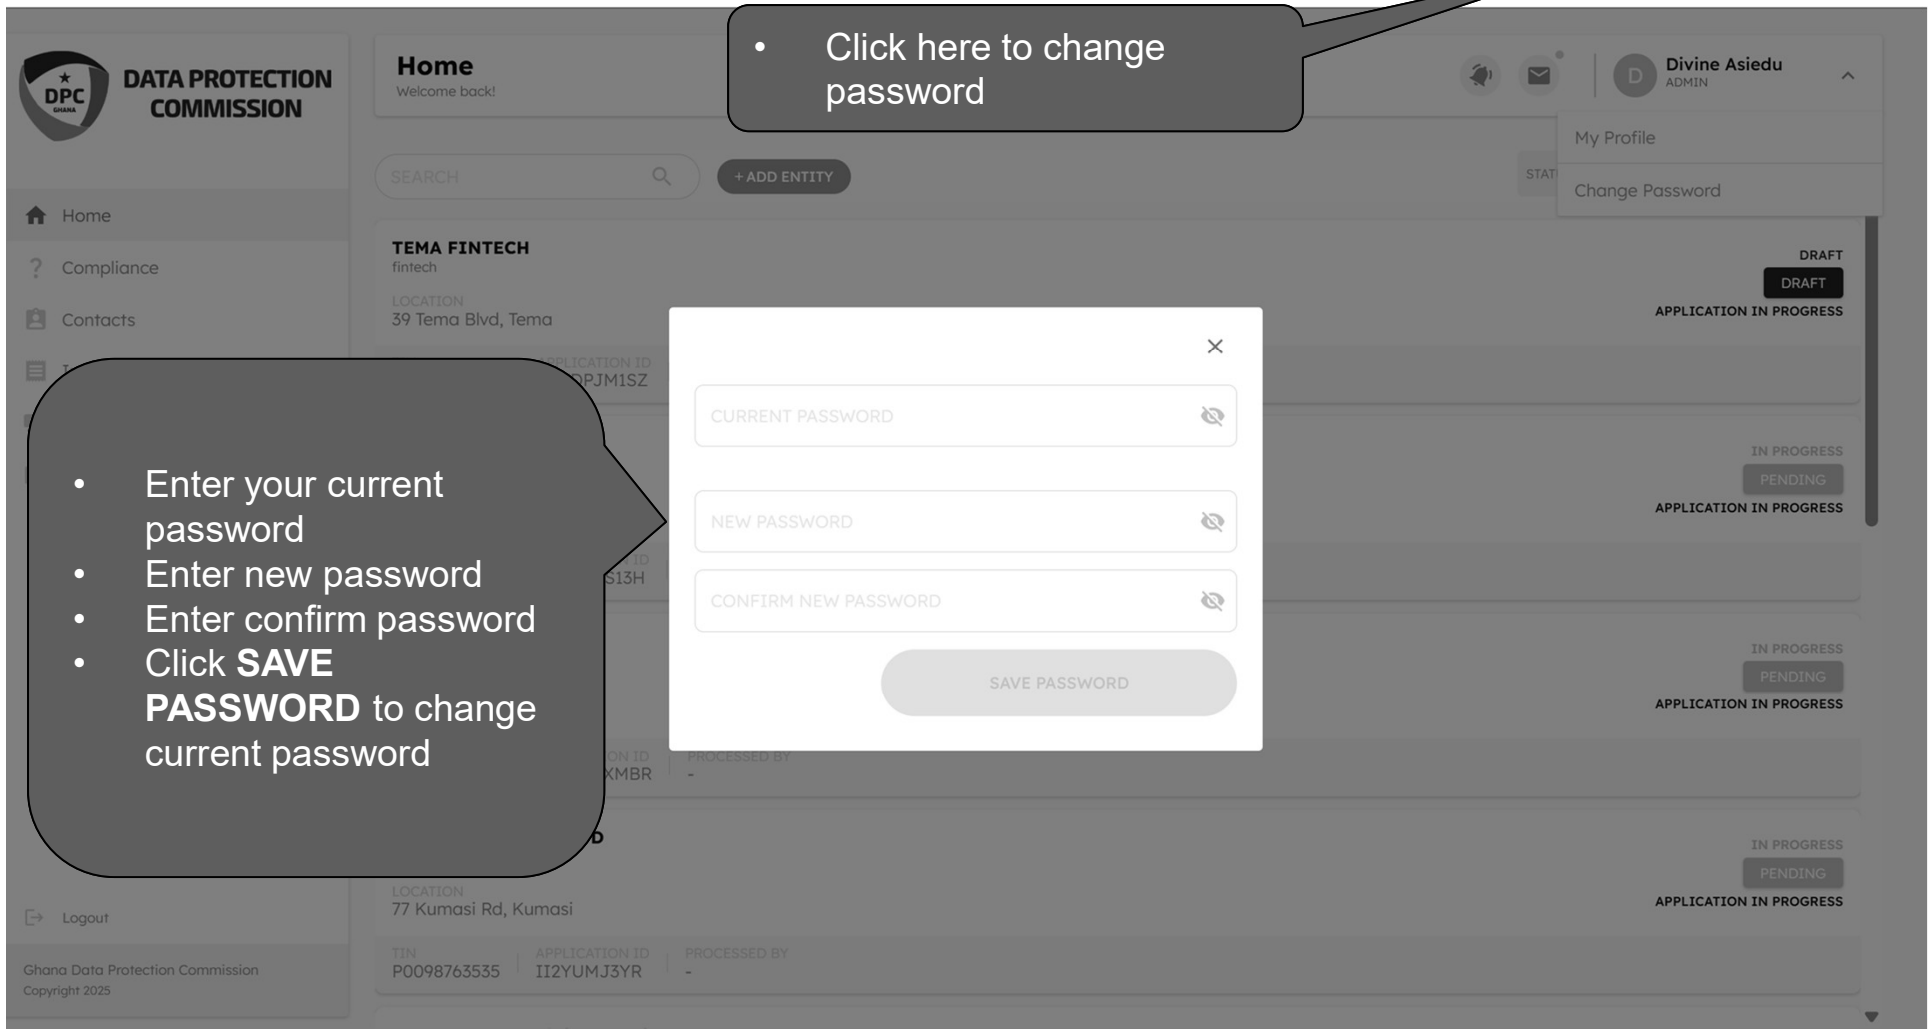 • Click here to change
password
DPC
GHANA
DATA PROTECTION
COMMISSION
Home
Welcome back!
D
Divine Asiedu
ADMIN
My Profile
Change Password
SEARCH
+ ADD ENTITY
Home
? Compliance
Contacts
TEMA FINTECH
fintech
LOCATION
39 Tema Blvd, Tema
DRAFT
DRAFT
APPLICATION IN PROGRESS
CURRENT PASSWORD
NEW PASSWORD
CONFIRM NEW PASSWORD
SAVE PASSWORD
• Enter your current
password
• Enter new password
• Enter confirm password
• Click SAVE
PASSWORD to change
current password
IN PROGRESS
PENDING
APPLICATION IN PROGRESS
IN PROGRESS
PENDING
APPLICATION IN PROGRESS
PROCESSED BY
-
IN PROGRESS
PENDING
APPLICATION IN PROGRESS
LOCATION
77 Kumasi Rd, Kumasi
TIN APPLICATION ID PROCESSED BY
P0098763535 II2YUMJ3YR -
Logout
Ghana Data Protection Commission
Copyright 2025